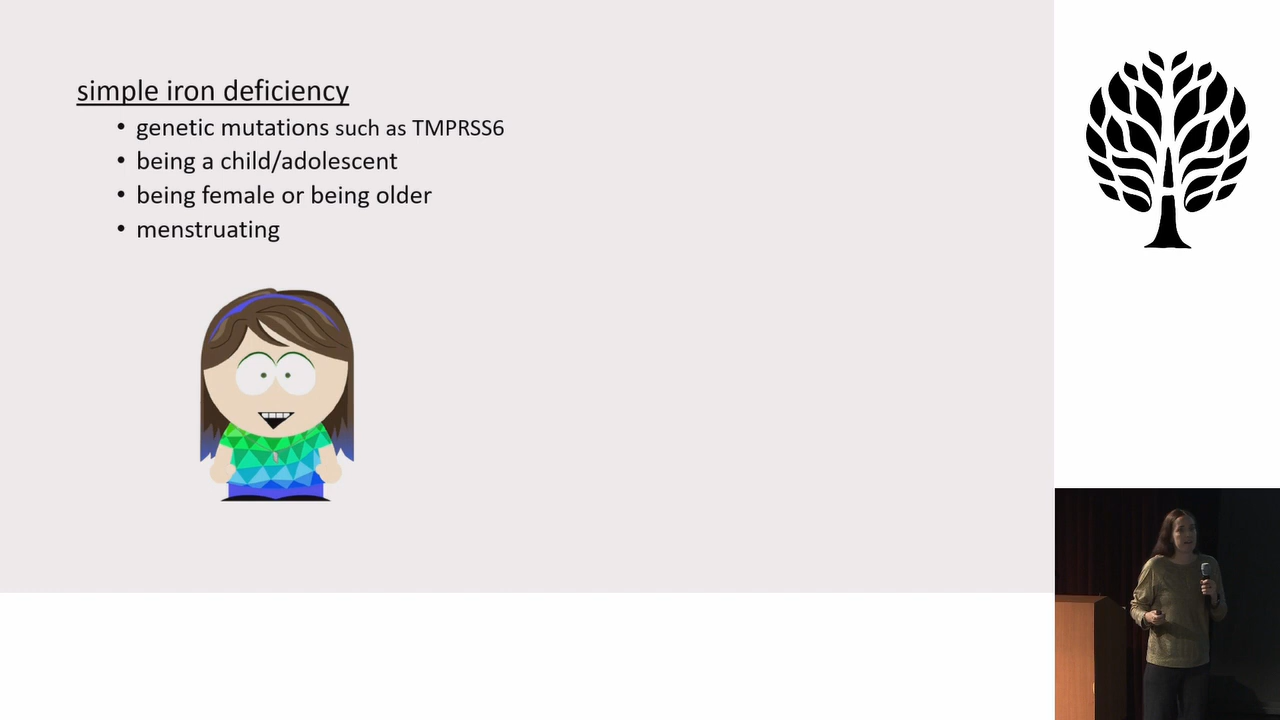 simple iron deficiency
• genetic mutations such as TMPRSS6
• being a child/adolescent
• being female or being older
• menstruating